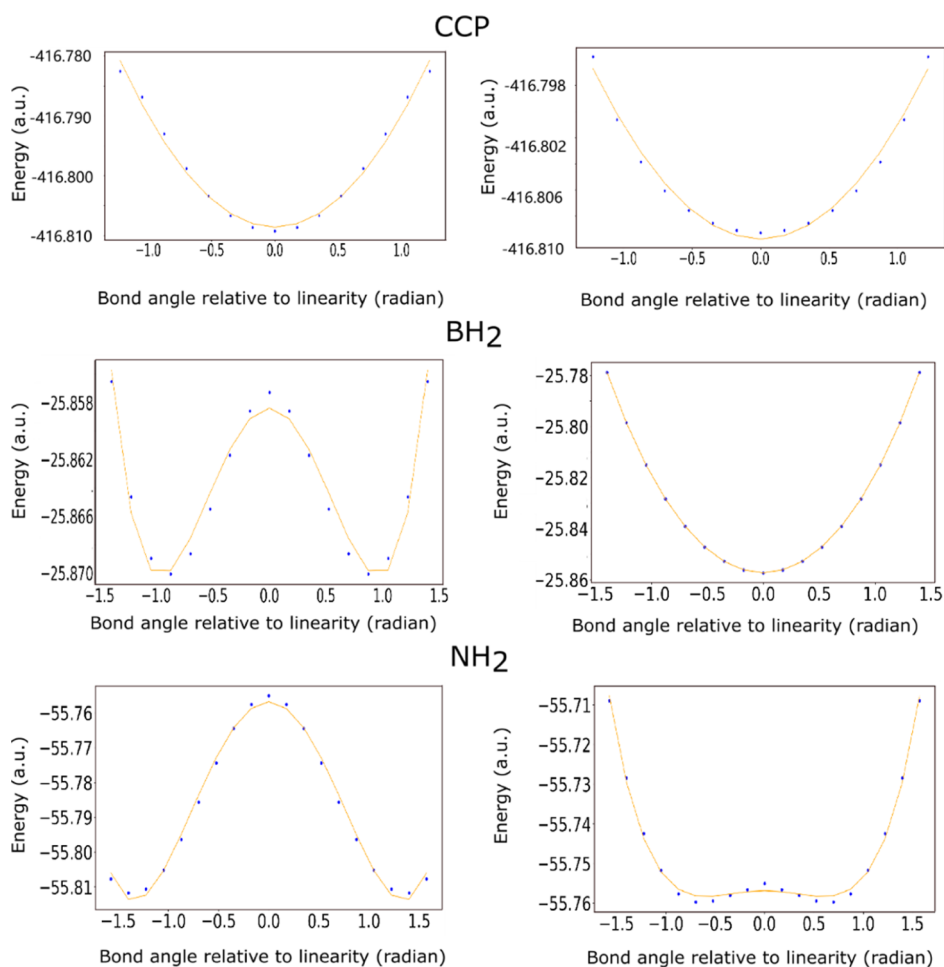 CCP
Energy (a.u.)
-416.780
-416.790
-416.800
-416.810
−1.0 −0.5 0.0 0.5 1.0
Bond angle relative to linearity (radian)
Energy (a.u.)
-416.798
-416.802
-416.806
-416.810
−1.0 −0.5 0.0 0.5 1.0
Bond angle relative to linearity (radian)
BH2
Energy (a.u.)
−25.858
−25.862
−25.866
−25.870
−1.5 −1.0 −0.5 0.0 0.5 1.0 1.5
Bond angle relative to linearity (radian)
Energy (a.u.)
−25.78
−25.80
−25.82
−25.84
−25.86
−1.5 −1.0 −0.5 0.0 0.5 1.0 1.5
Bond angle relative to linearity (radian)
NH2
Energy (a.u.)
−55.76
−55.77
−55.78
−55.79
−55.80
−55.81
−1.5 −1.0 −0.5 0.0 0.5 1.0 1.5
Bond angle relative to linearity (radian)
Energy (a.u.)
−55.71
−55.72
−55.73
−55.74
−55.75
−55.76
−1.5 −1.0 −0.5 0.0 0.5 1.0 1.5
Bond angle relative to linearity (radian)